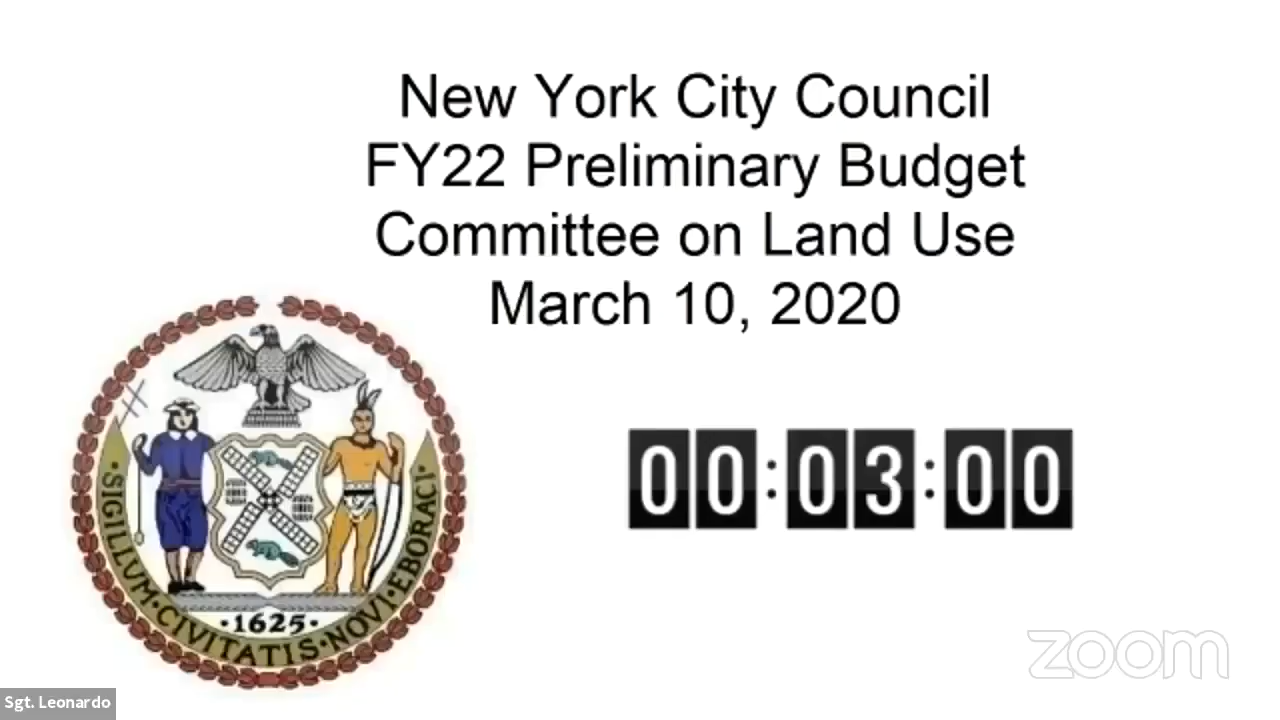 New York City Council
FY22 Preliminary Budget
Committee on Land Use
March 10, 2020
00:03:00
·SIGILLUM·CIVITATIS·NOVI·EBORACI·
·1625·
zoom
Sgt. Leonardo